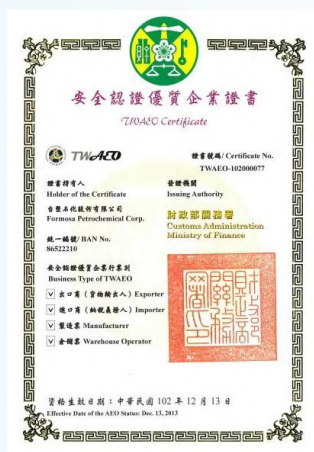 安全認證優質企業證書
TWAEO Certificate
TWAEO
證書號碼/ Certificate No.
TWAEO-102000077
證書持有人
Holder of the Certificate
台塑石化股份有限公司
Formosa Petrochemical Corp.
發證機關
Issuing Authority
財政部關務署
Customs Administration
Ministry of Finance
統一編號/ BAN No.
86522210
安全認證優質企業行業別
Business Type of TWAEO
出口商（貨物輸出人）Exporter
進口商（納稅義務人）Importer
製造業 Manufacturer
倉儲業 Warehouse Operator
財政部關務署印
資格生效日期：中華民國 102 年 12 月 13 日
Effective Date of the AEO Status: Dec. 13, 2013